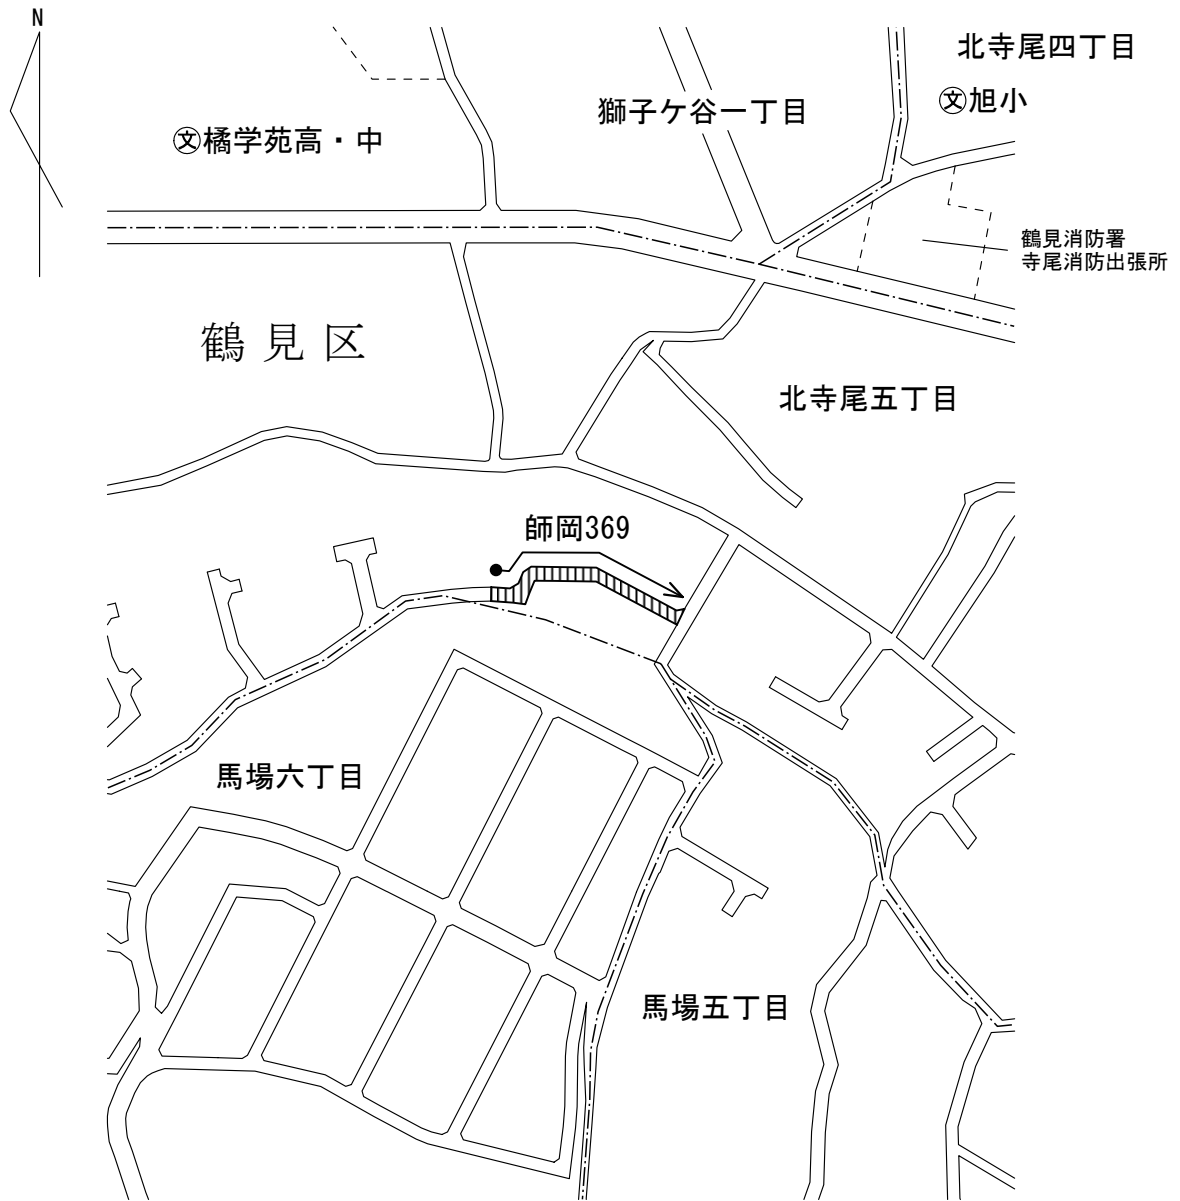 N
北寺尾四丁目
文旭小
獅子ケ谷一丁目
文橘学苑高・中
鶴見消防署
寺尾消防出張所
鶴見区
北寺尾五丁目
師岡369
馬場六丁目
馬場五丁目